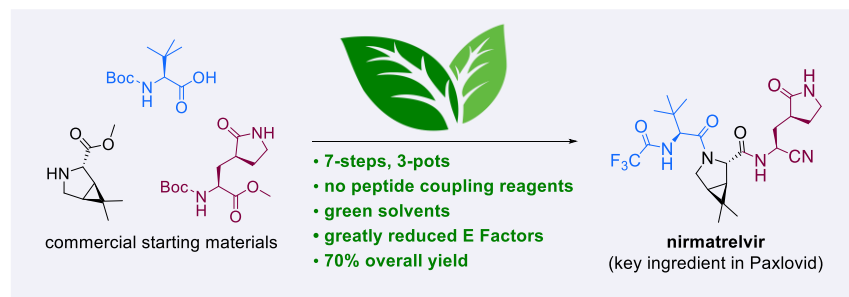 Boc
N
H
OH
O
O
O
HN
commercial starting materials
O
NH
Boc
N
H
O
O
• 7-steps, 3-pots
• no peptide coupling reagents
• green solvents
• greatly reduced E Factors
• 70% overall yield
O
F₃C
N
H
O
N
O
N
H
CN
O
NH
nirmatrelvir
(key ingredient in Paxlovid)